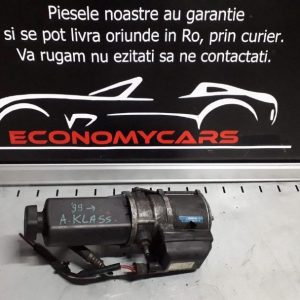 Piesele noastre au garantie
si se pot livra oriunde in Ro, prin curier.
Va rugam nu ezitati sa ne contactati.
ECONOMYCARS
'99 →
A.KLASS.